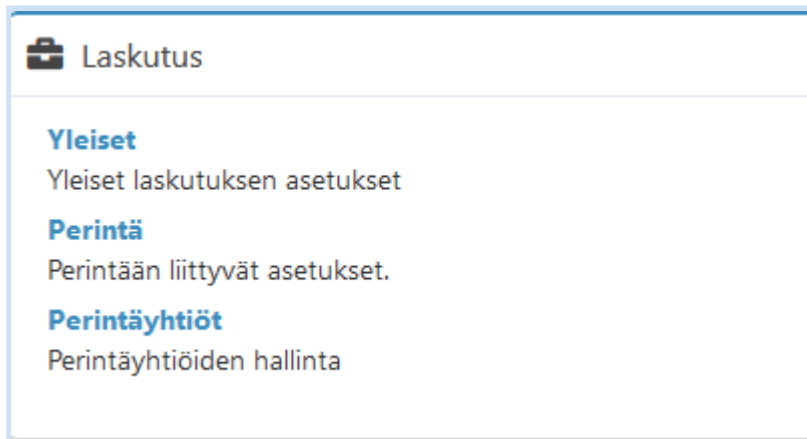 Laskutus
Yleiset
Yleiset laskutuksen asetukset
Perintä
Perintään liittyvät asetukset.
Perintäyhtiöt
Perintäyhtiöiden hallinta